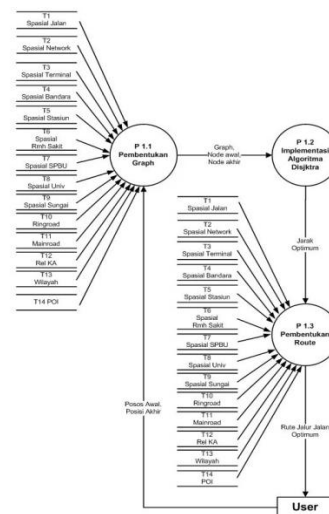 T1
Spasial Jalan
T2
Spasial Network
T3
Spasial Terminal
T4
Spasial Bandara
T5
Spasial Stasiun
T6
Spasial
Rmh Sakit
T7
Spasial SPBU
T8
Spasial Univ
T9
Spasial Sungai
T10
Ringroad
T11
Mainroad
T12
Rel KA
T13
Wilayah
T14 POI
P 1.1
Pembentukan
Graph
Graph,
Node awal,
Node akhir
P 1.2
Implementasi
Algoritma
Disjktra
Jarak
Optimum
T1
Spasial Jalan
T2
Spasial Network
T3
Spasial Terminal
T4
Spasial Bandara
T5
Spasial Stasiun
T6
Spasial
Rmh Sakit
T7
Spasial SPBU
T8
Spasial Univ
T9
Spasial Sungai
T10
Ringroad
T11
Mainroad
T12
Rel KA
T13
Wilayah
T14
POI
P 1.3
Pembentukan
Route
Posos Awal,
Posisi Akhir
Rute Jalur Jalan
Optimum
User